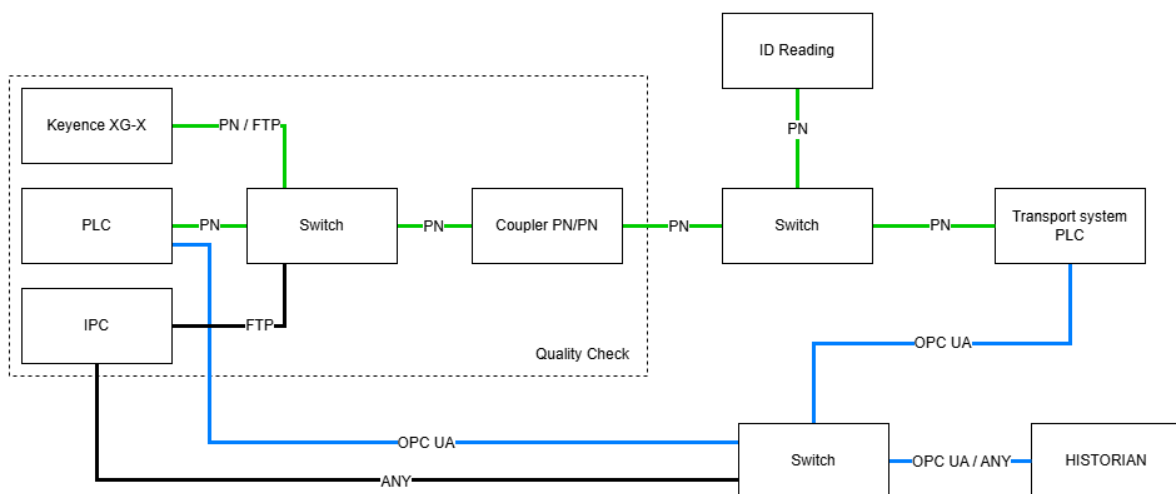 ID Reading
Keyence XG-X
PN / FTP
PN
PLC
PN
Switch
PN
Coupler PN/PN
PN
Switch
PN
Transport system
PLC
IPC
FTP
Quality Check
OPC UA
OPC UA
Switch
OPC UA / ANY
HISTORIAN
ANY